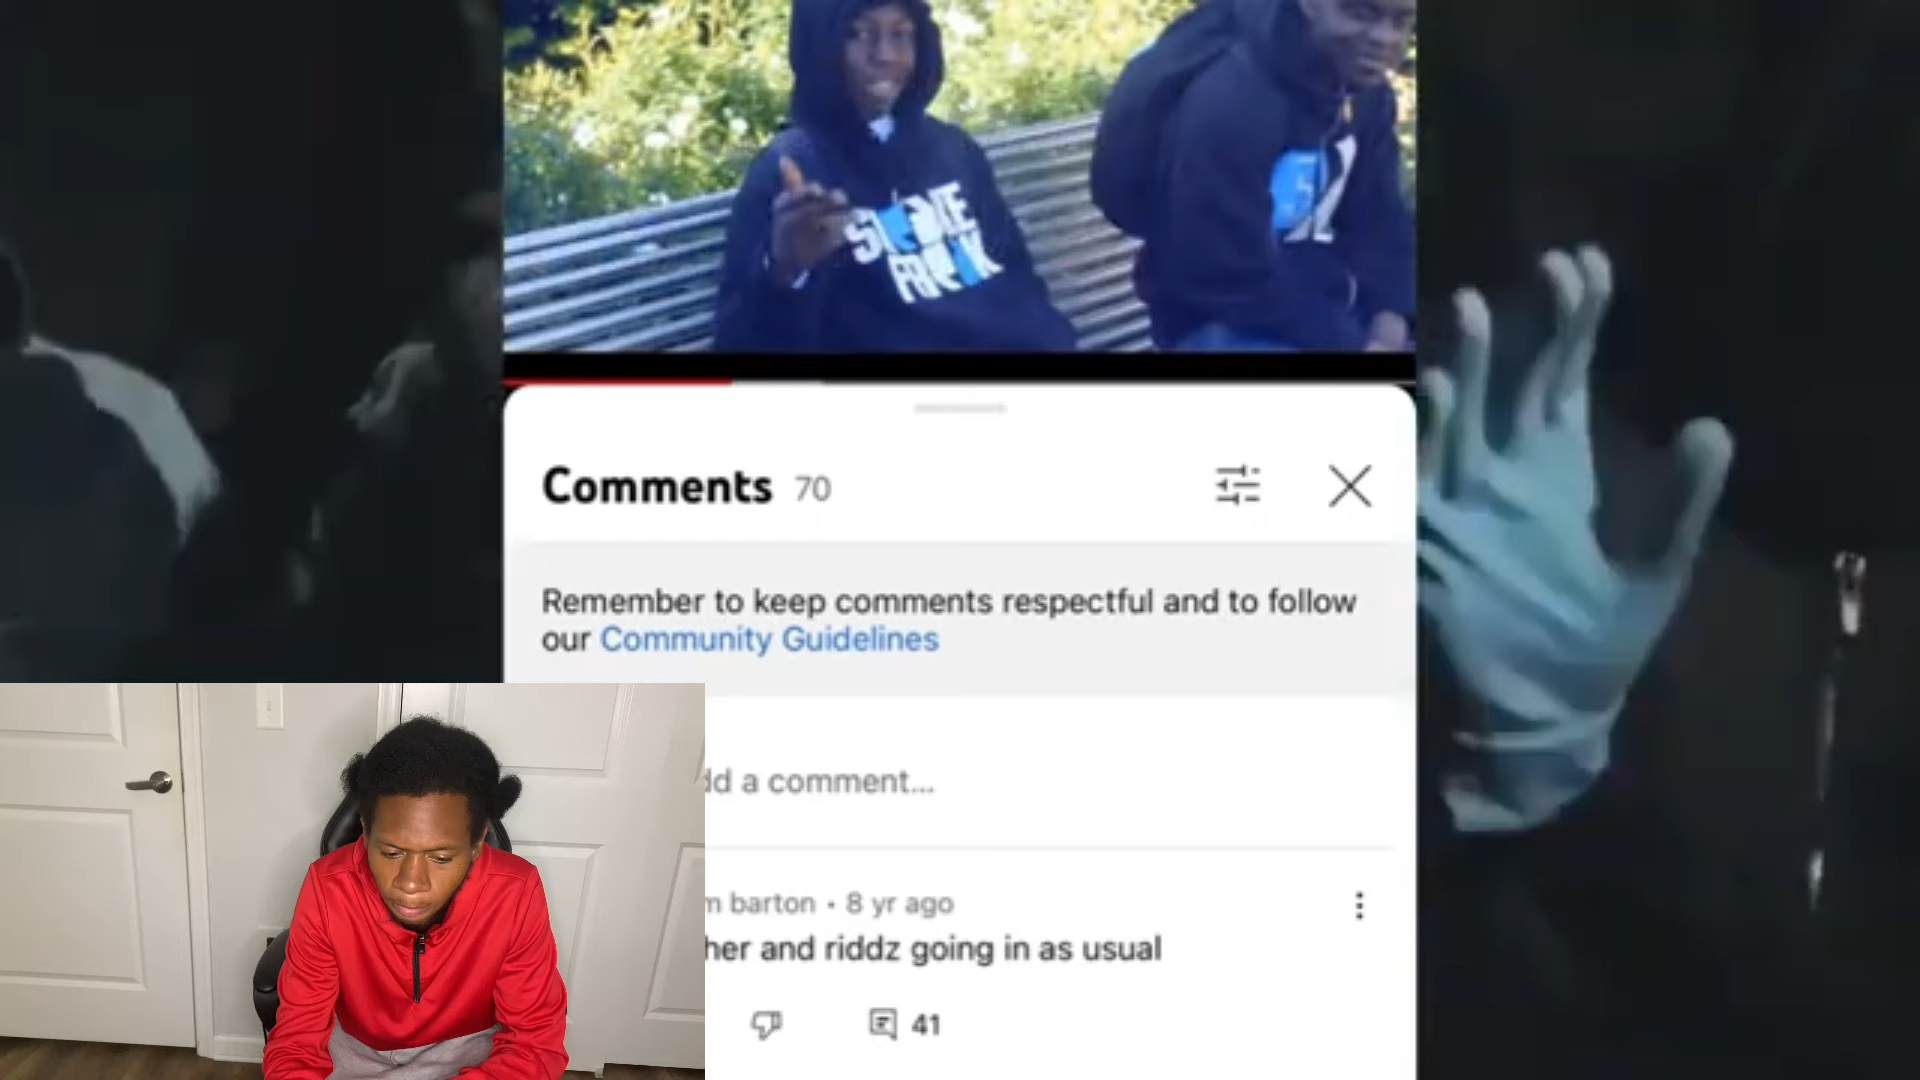 Comments 70
Remember to keep comments respectful and to follow
our Community Guidelines
dd a comment...
m barton • 8 yr ago
her and riddz going in as usual
41